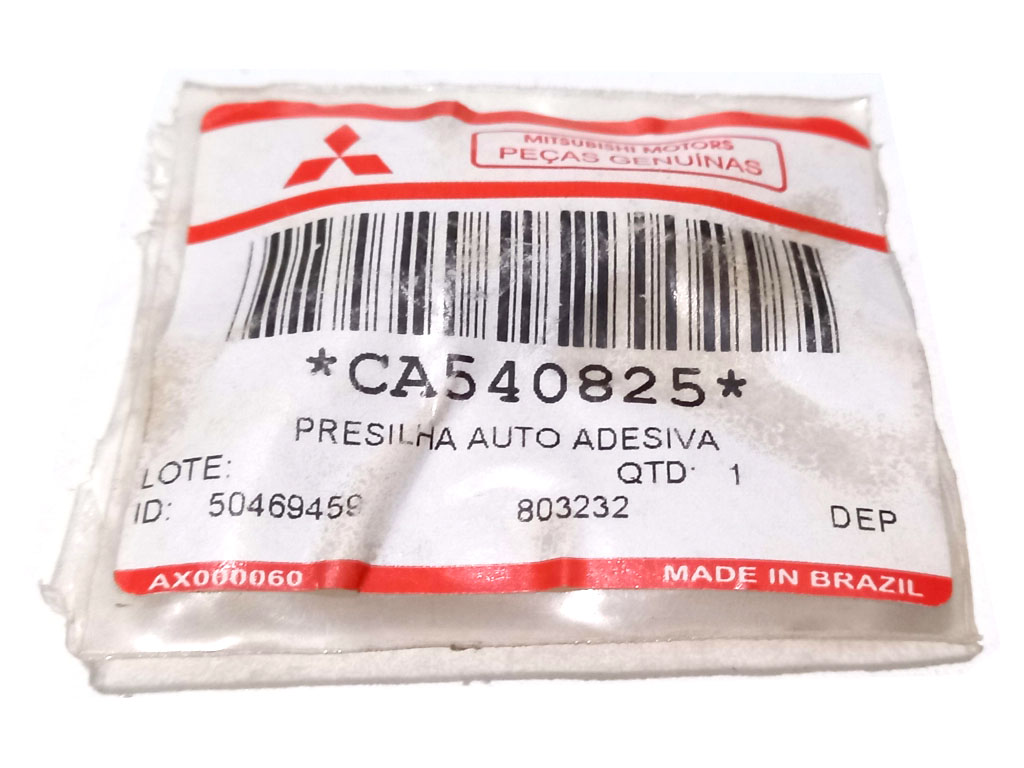 MITSUBISHI MOTORS
PEÇAS GENUÍNAS
*CA540825*
PRESILHA AUTO ADESIVA
LOTE: QTD: 1
ID: 50469459 803232 DEP
AX000060 MADE IN BRAZIL